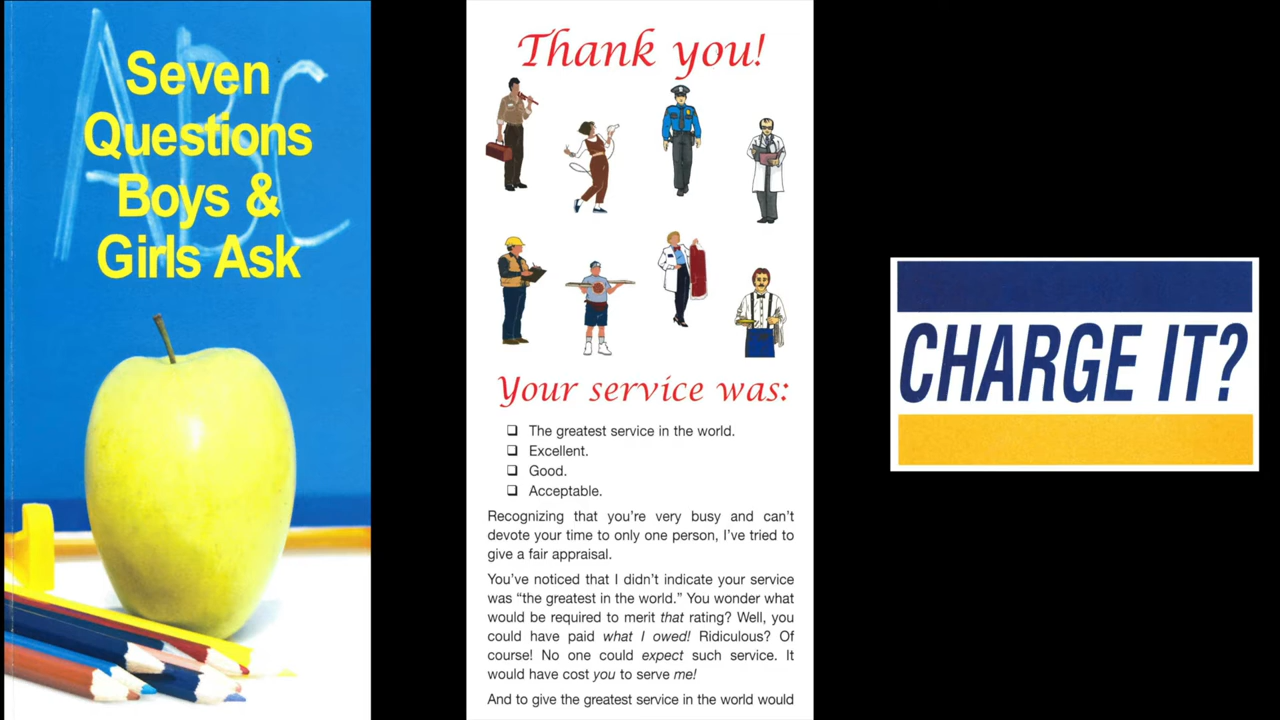 ABC
Seven
Questions
Boys &
Girls Ask
Thank you!
Your service was:
❑ The greatest service in the world.
❑ Excellent.
❑ Good.
❑ Acceptable.
Recognizing that you’re very busy and can’t
devote your time to only one person, I’ve tried to
give a fair appraisal.
You’ve noticed that I didn’t indicate your service
was “the greatest in the world.” You wonder what
would be required to merit that rating? Well, you
could have paid what I owed! Ridiculous? Of
course! No one could expect such service. It
would have cost you to serve me!
And to give the greatest service in the world would
CHARGE IT?